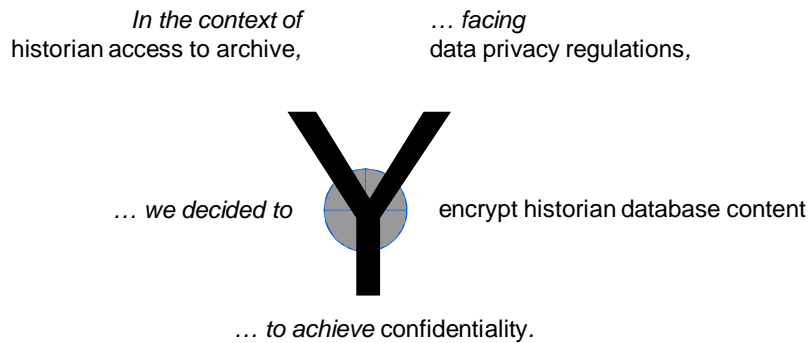 In the context of
historian access to archive,
… facing
data privacy regulations,
Y
… we decided to
encrypt historian database content
… to achieve confidentiality.